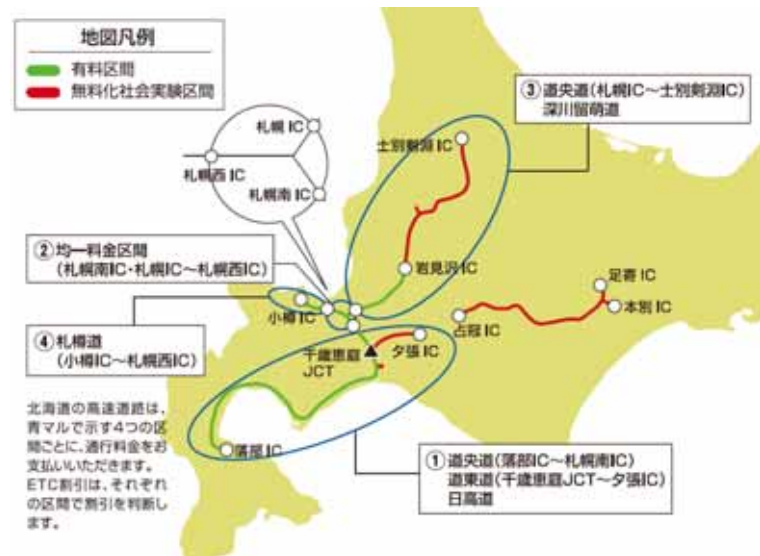 地図凡例
有料区間
無料化社会実験区間
札幌 IC
札幌西 IC
札幌南 IC
③道央道(札幌IC〜士別剣淵IC)
深川留萌道
士別剣淵 IC
②均一料金区間
(札幌南IC・札幌IC〜札幌西IC)
岩見沢 IC
足寄 IC
本別 IC
占冠 IC
小樽 IC
④札樽道
(小樽IC〜札幌西IC)
千歳恵庭
JCT
夕張 IC
落部 IC
北海道の高速道路は、
青マルで示す4つの区
間ごとに、通行料金をお
支払いいただきます。
ETC割引は、それぞれ
の区間で割引を判断し
ます。
①道央道(落部IC〜札幌南IC)
道東道(千歳恵庭JCT〜夕張IC)
日高道